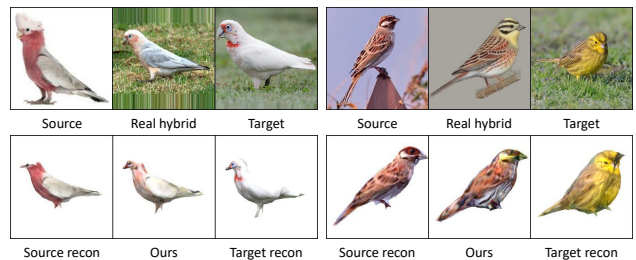 Source Real hybrid Target Source Real hybrid Target
Source recon Ours Target recon Source recon Ours Target recon